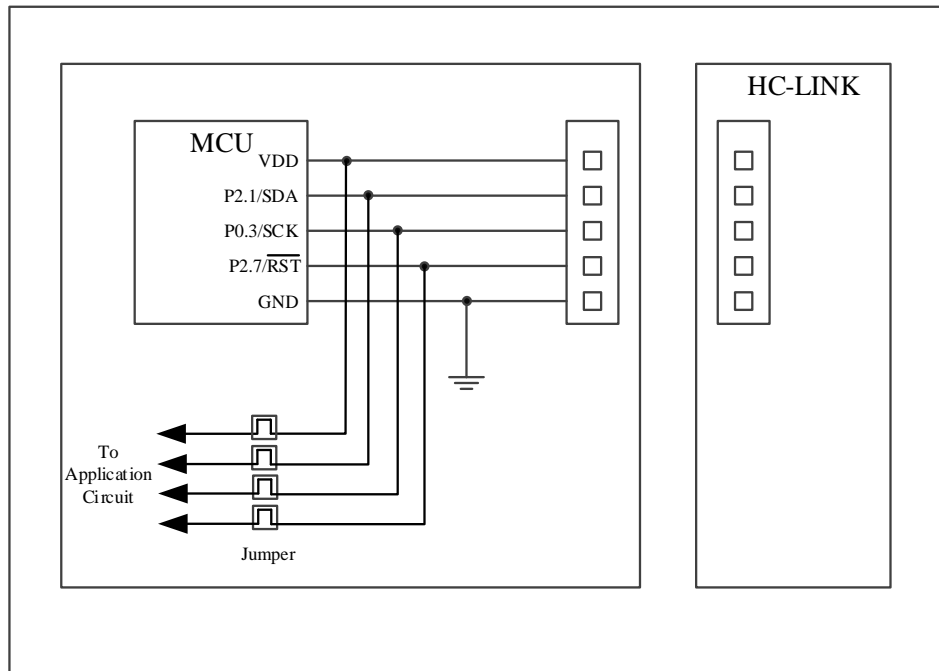 HC-LINK
MCU
VDD
P2.1/SDA
P0.3/SCK
P2.7/RST
GND
To
Application
Circuit
Jumper